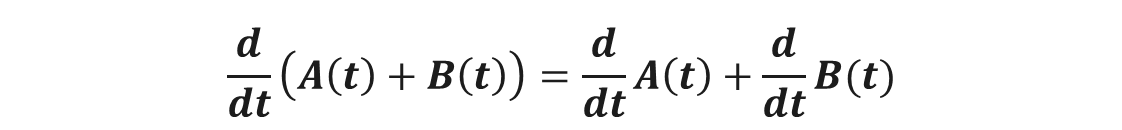 d/dt (A(t) + B(t)) = d/dt A(t) + d/dt B(t)